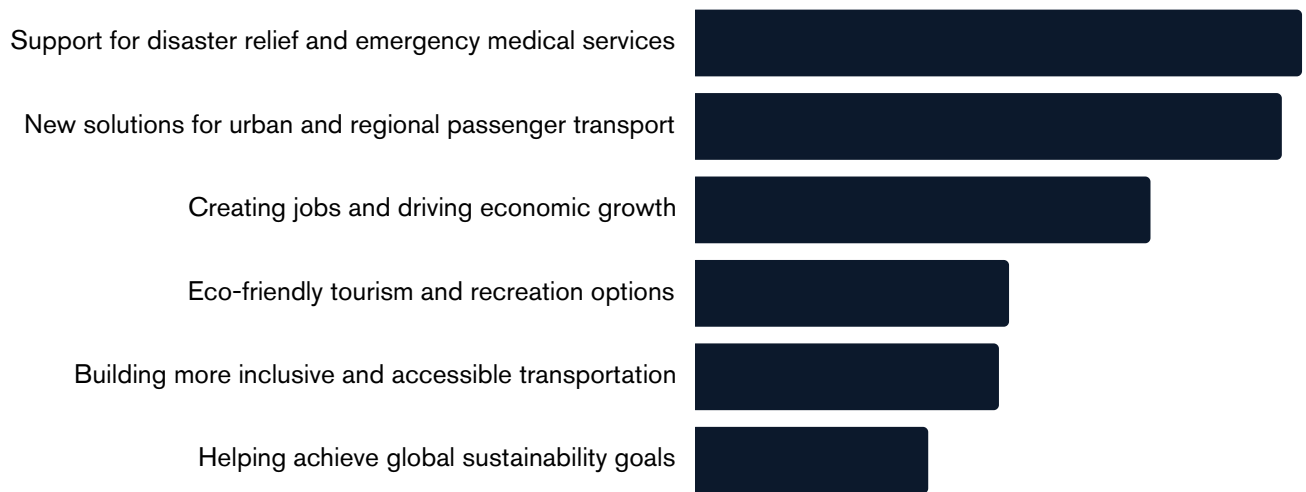 Support for disaster relief and emergency medical services
New solutions for urban and regional passenger transport
Creating jobs and driving economic growth
Eco-friendly tourism and recreation options
Building more inclusive and accessible transportation
Helping achieve global sustainability goals